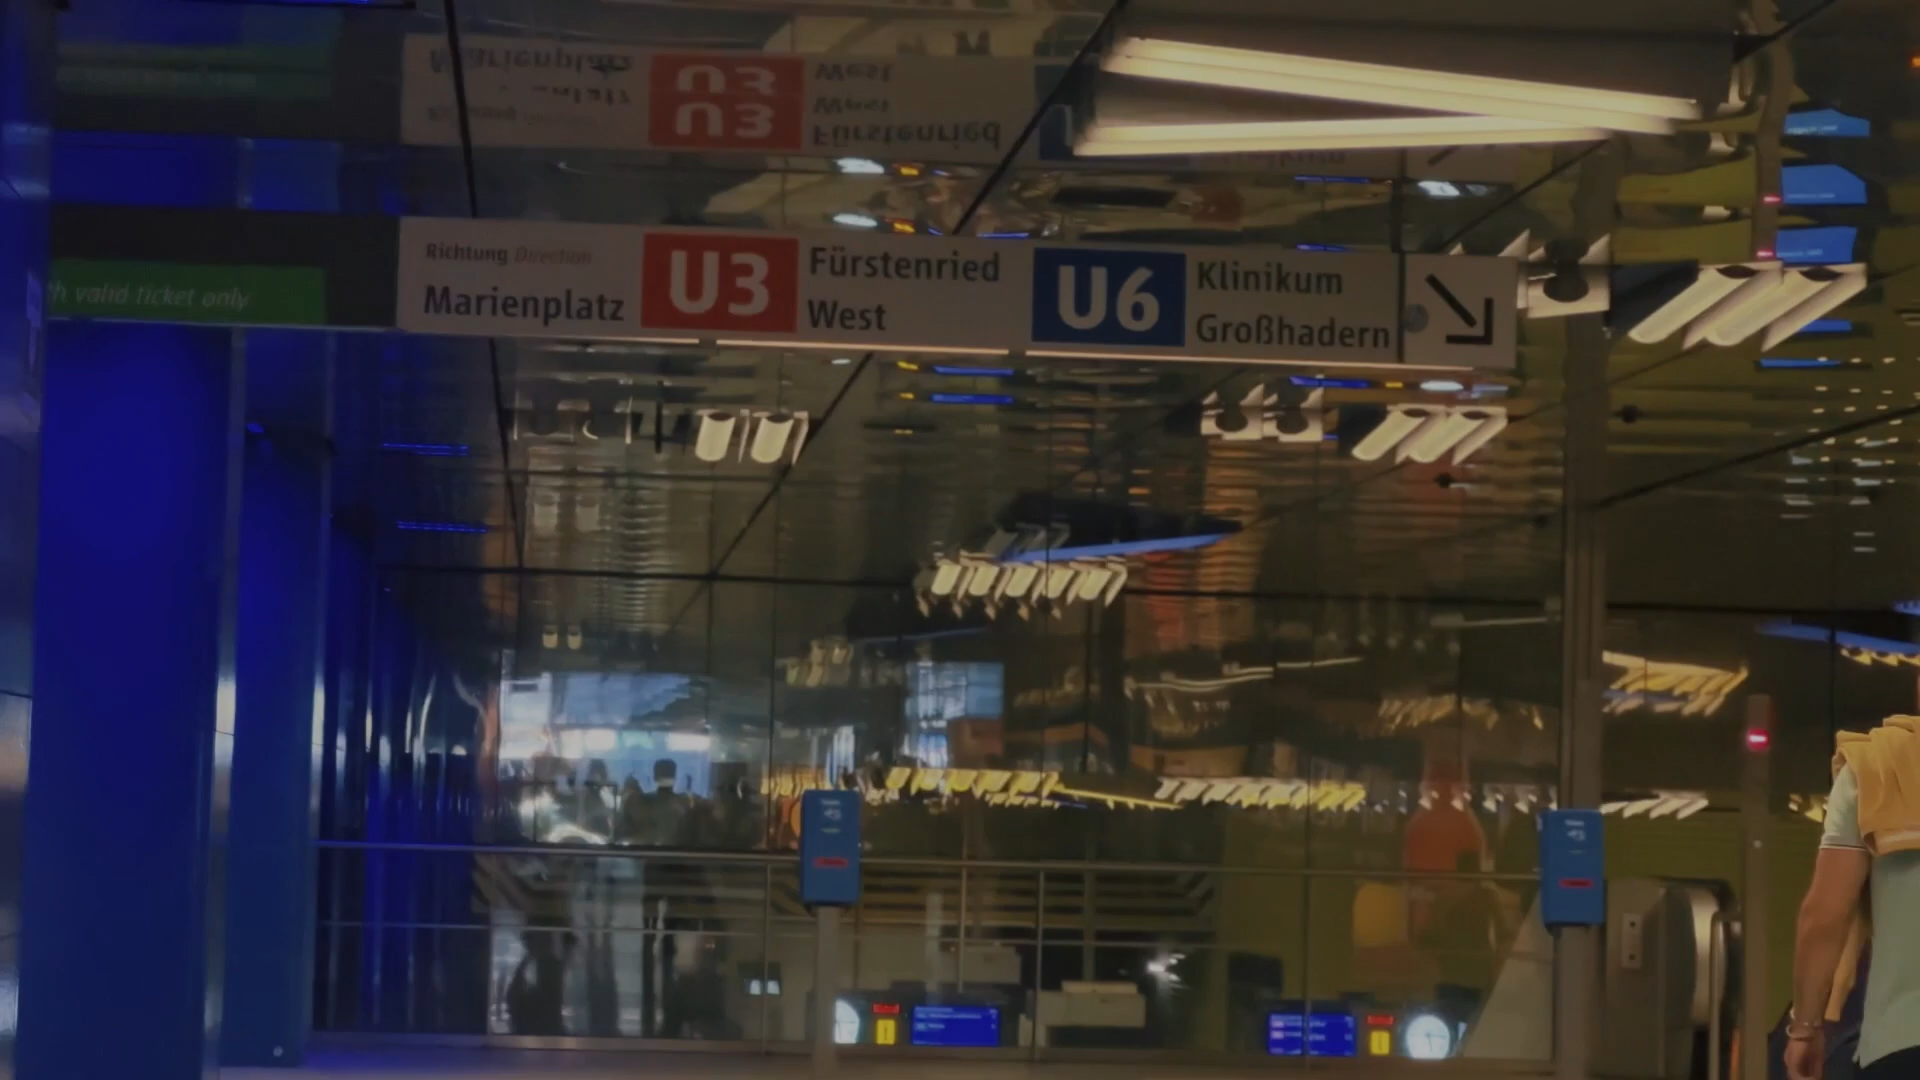 th valid ticket only
Richtung Direction
Marienplatz
U3
Fürstenried
West
U6
Klinikum
Großhadern